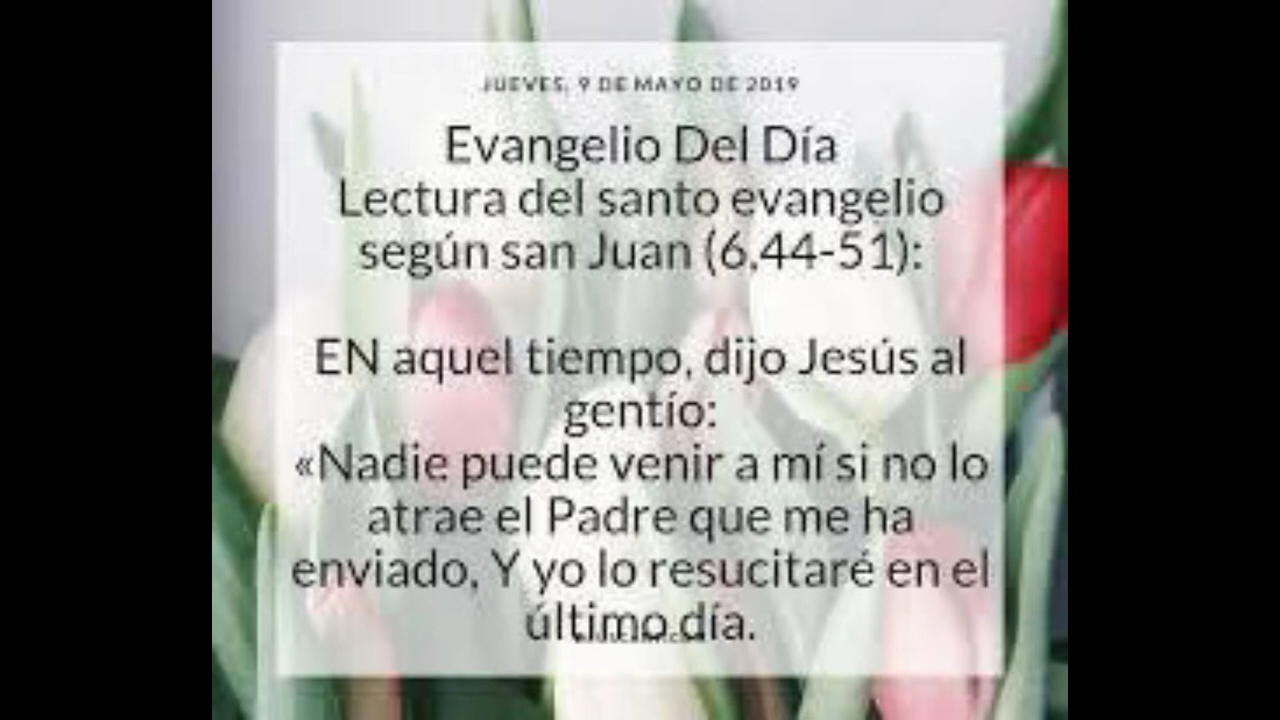 JUEVES, 9 DE MAYO DE 2019
Evangelio Del Día
Lectura del santo evangelio
según san Juan (6,44-51):
EN aquel tiempo, dijo Jesús al
gentío:
«Nadie puede venir a mí si no lo
atrae el Padre que me ha
enviado, Y yo lo resucitaré en el
último día.